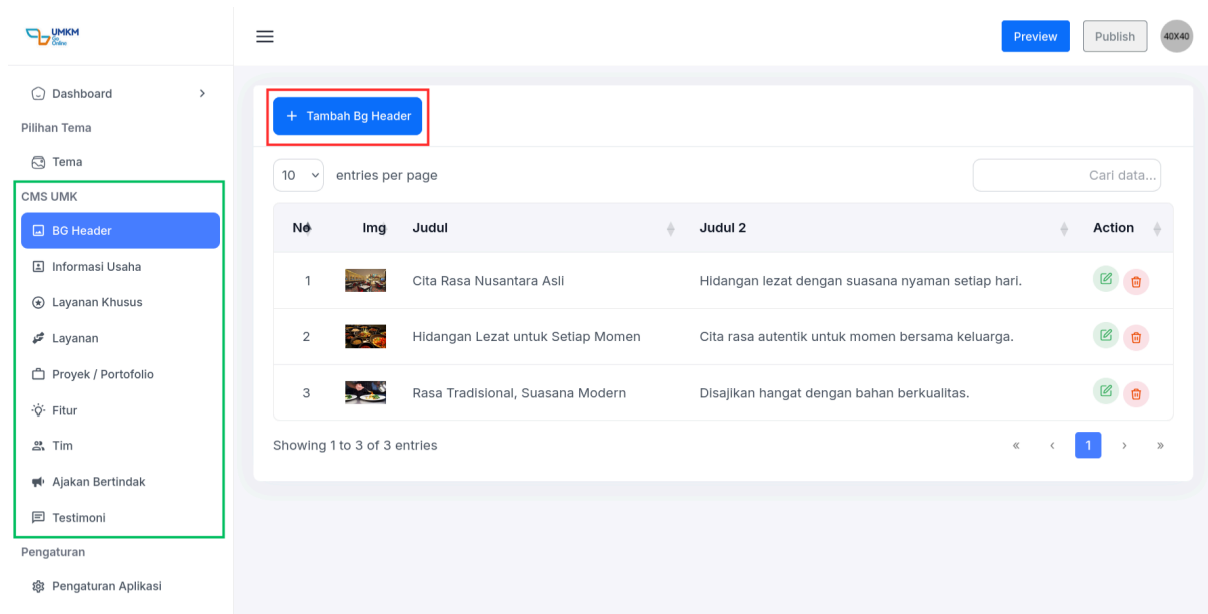 UMKM
Go
Online
Preview
Publish
40X40
Dashboard
Pilihan Tema
Tema
CMS UMK
BG Header
Informasi Usaha
Layanan Khusus
Layanan
Proyek / Portofolio
Fitur
Tim
Ajakan Bertindak
Testimoni
Pengaturan
Pengaturan Aplikasi
+ Tambah Bg Header
10 entries per page
Cari data...
No Img Judul Judul 2 Action
1 Cita Rasa Nusantara Asli Hidangan lezat dengan suasana nyaman setiap hari.
2 Hidangan Lezat untuk Setiap Momen Cita rasa autentik untuk momen bersama keluarga.
3 Rasa Tradisional, Suasana Modern Disajikan hangat dengan bahan berkualitas.
Showing 1 to 3 of 3 entries
« ‹ 1 › »